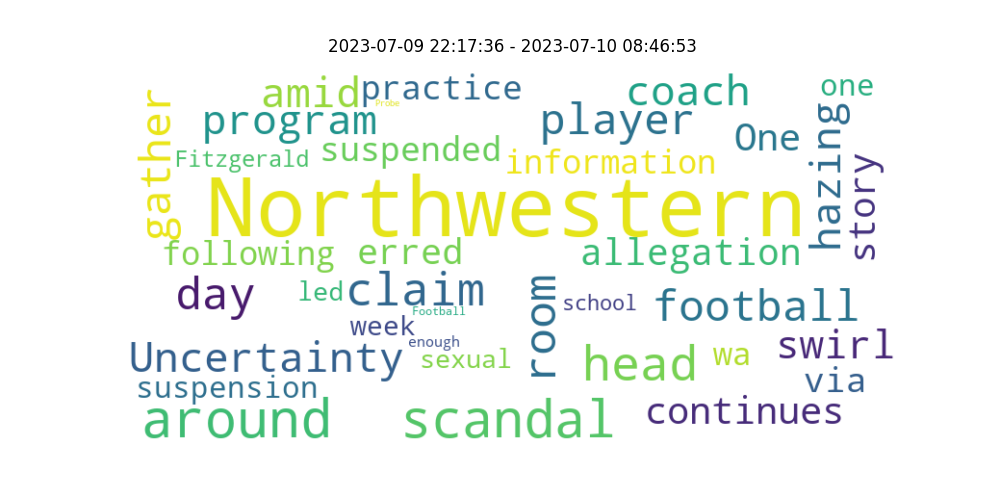 2023-07-09 22:17:36 - 2023-07-10 08:46:53
amid
practice
coach
one
Probe
program
player
One
gather
Fitzgerald
suspended
information
hazing
story
Northwestern
following
erred
allegation
day
led
claim
room
school
football
Football
week
enough
Uncertainty
sexual
head
wa
swirl
suspension
via
around
scandal
continues